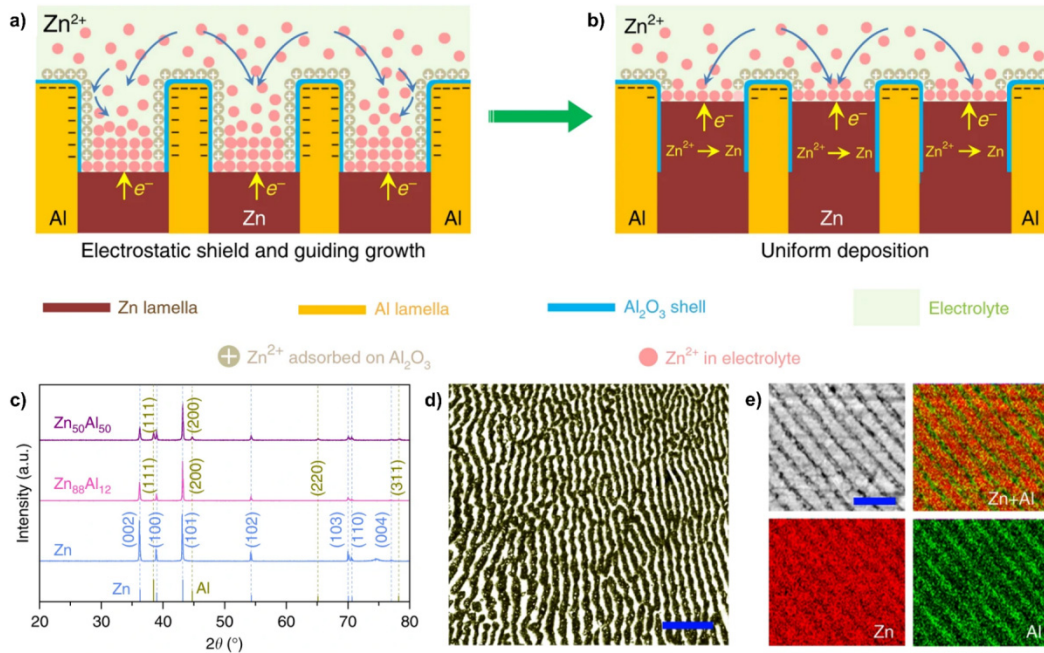 a)
Zn²⁺
Al
e⁻
e⁻
Zn
e⁻
Al
Electrostatic shield and guiding growth
b)
Zn²⁺
e⁻
e⁻
e⁻
Zn²⁺ → Zn
Zn²⁺ → Zn
Zn²⁺ → Zn
Al
Zn
Al
Uniform deposition
Zn lamella
Al lamella
Al₂O₃ shell
Electrolyte
Zn²⁺ adsorbed on Al₂O₃
Zn²⁺ in electrolyte
c)
Intensity (a.u.)
Zn₅₀Al₅₀
(111)
(200)
Zn₈₈Al₁₂
(111)
(200)
(220)
(311)
Zn
(002)
(100)
(101)
(102)
(103)
(110)
(004)
Zn
Al
20 30 40 50 60 70 80
2θ (°)
d)
e)
Zn+Al
Zn
Al